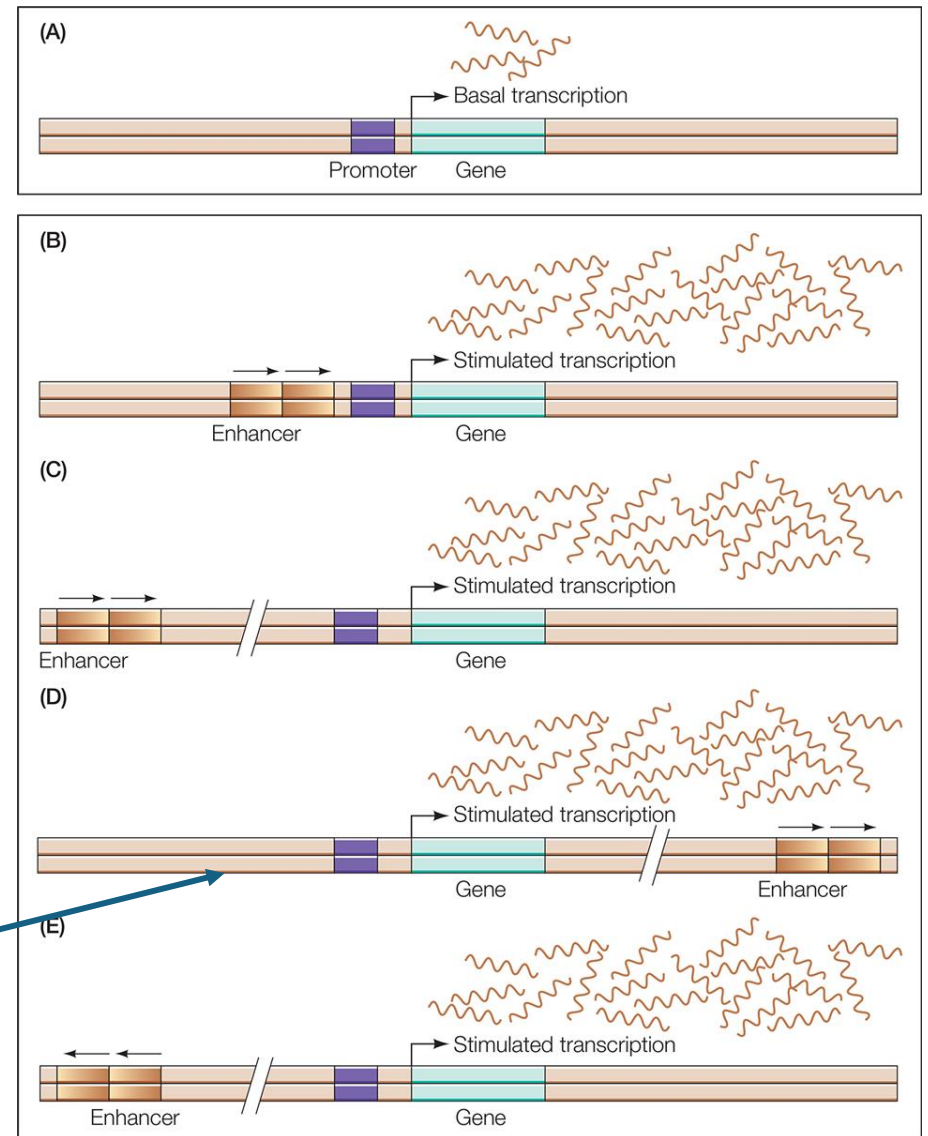 (A)
Basal transcription
Promoter Gene
(B)
Stimulated transcription
Enhancer Gene
(C)
Stimulated transcription
Enhancer Gene
(D)
Stimulated transcription
Gene Enhancer
(E)
Stimulated transcription
Enhancer Gene